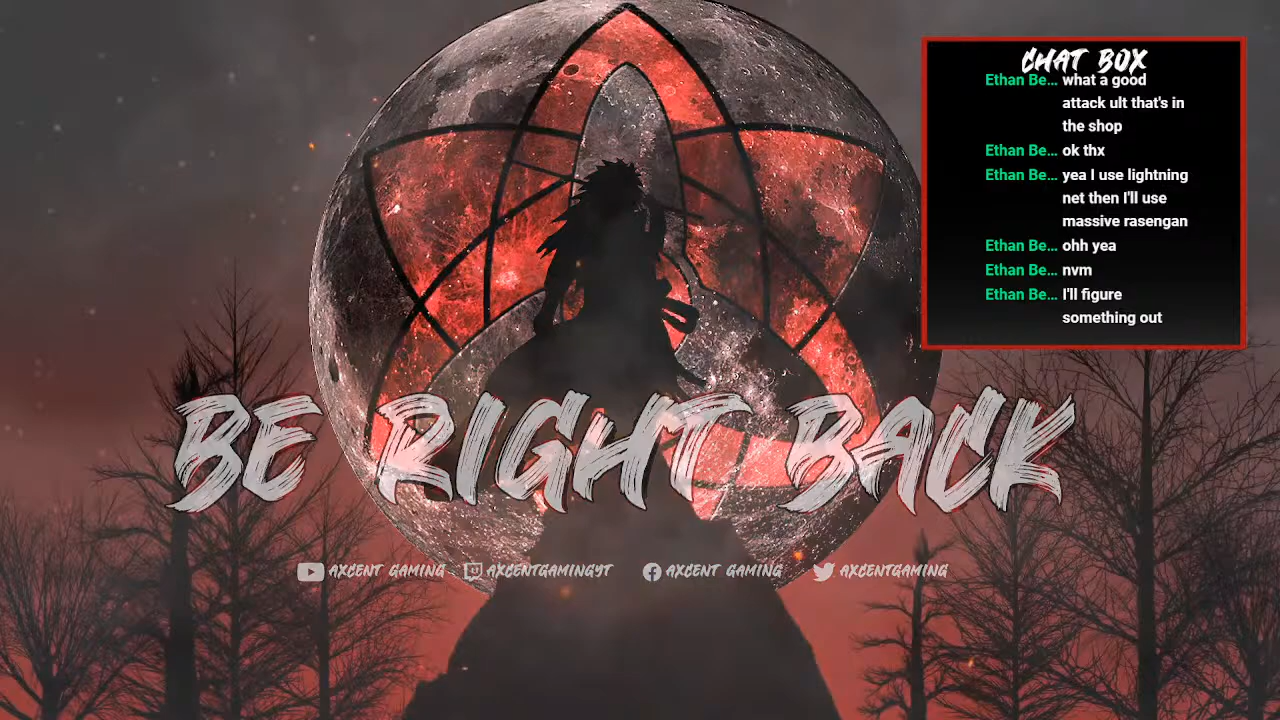 CHAT BOX
Ethan Be... what a good
attack ult that's in
the shop
Ethan Be... ok thx
Ethan Be... yea I use lightning
net then I'll use
massive rasengan
Ethan Be... ohh yea
Ethan Be... nvm
Ethan Be... I'll figure
something out
BE RIGHT BACK
AXCENT GAMING AXCENTGAMINGYT AXCENT GAMING AXCENTGAMING